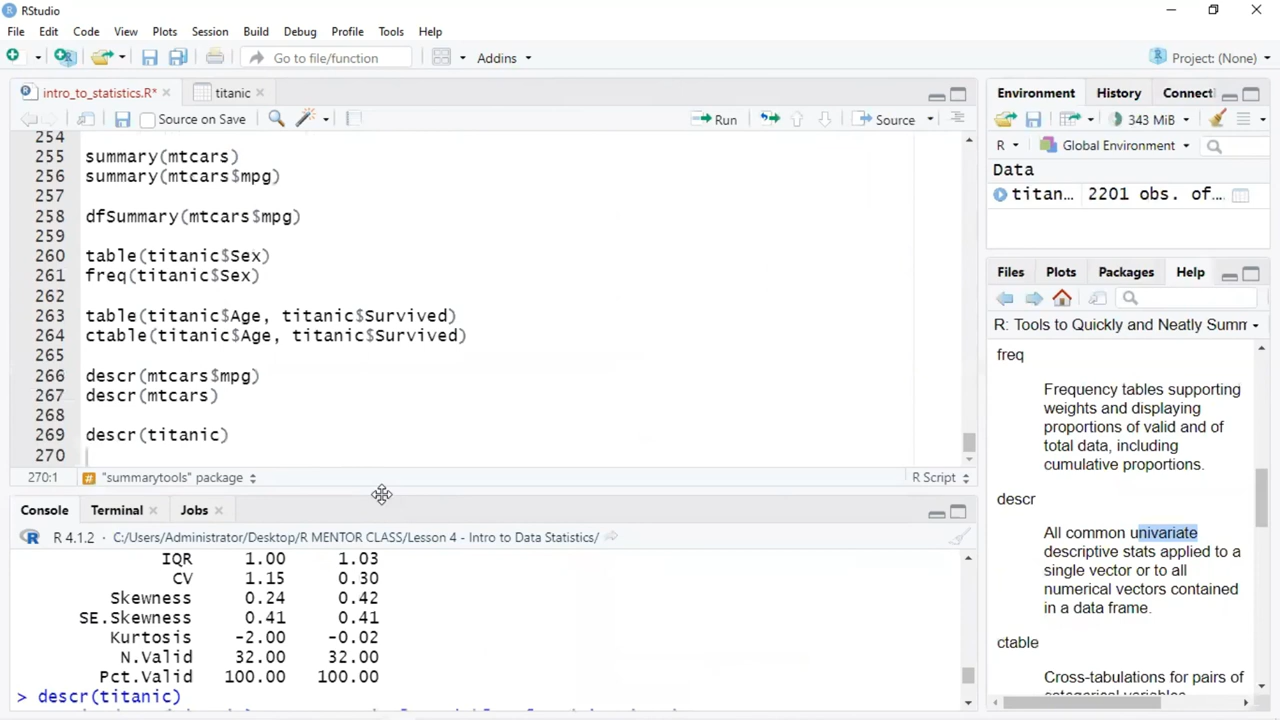 RStudio
File Edit Code View Plots Session Build Debug Profile Tools Help
Go to file/function Addins Project: (None)
intro_to_statistics.R* titanic
Source on Save Run Source
254
255 summary(mtcars)
256 summary(mtcars$mpg)
257
258 dfSummary(mtcars$mpg)
259
260 table(titanic$Sex)
261 freq(titanic$Sex)
262
263 table(titanic$Age, titanic$Survived)
264 ctable(titanic$Age, titanic$Survived)
265
266 descr(mtcars$mpg)
267 descr(mtcars)
268
269 descr(titanic)
270
270:1 "summarytools" package R Script
Console Terminal Jobs
R 4.1.2 · C:/Users/Administrator/Desktop/R MENTOR CLASS/Lesson 4 - Intro to Data Statistics/
IQR 1.00 1.03
CV 1.15 0.30
Skewness 0.24 0.42
SE.Skewness 0.41 0.41
Kurtosis -2.00 -0.02
N.Valid 32.00 32.00
Pct.Valid 100.00 100.00
> descr(titanic)
Environment History Connect
343 MiB
R Global Environment
Data
titan... 2201 obs. of...
Files Plots Packages Help
R: Tools to Quickly and Neatly Summ
freq
Frequency tables supporting
weights and displaying
proportions of valid and of
total data, including
cumulative proportions.
descr
All common univariate
descriptive stats applied to a
single vector or to all
numerical vectors contained
in a data frame.
ctable
Cross-tabulations for pairs of
categorical variables